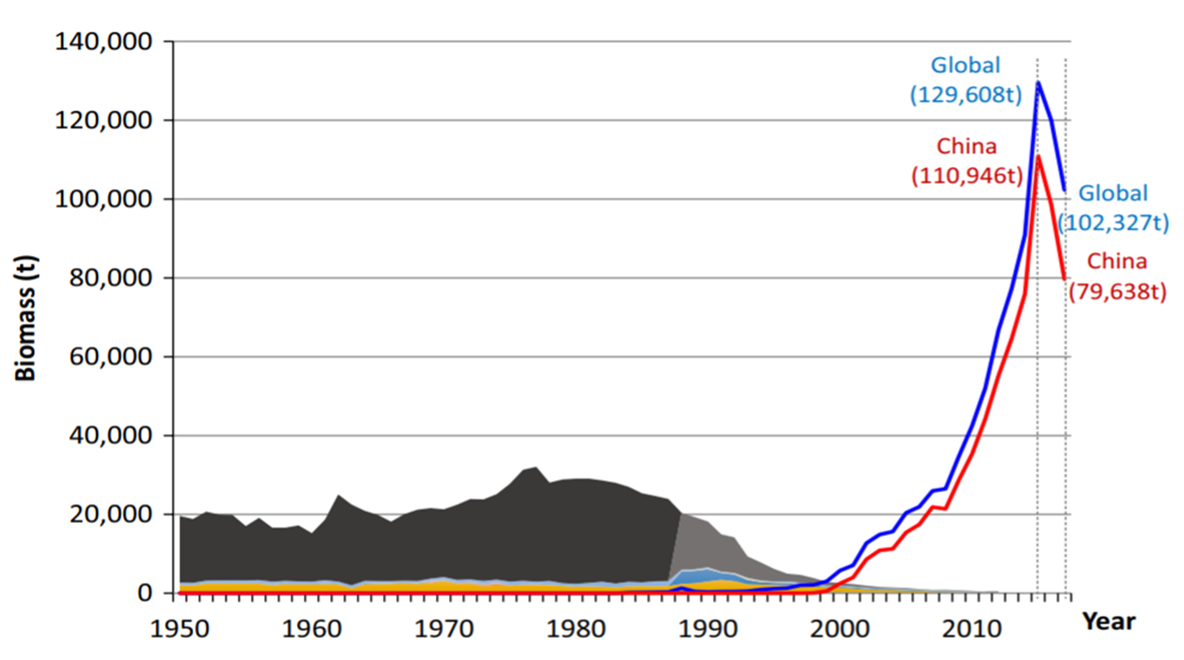 140,000
Global
(129,608t)
120,000
China
(110,946t)
100,000
Global
(102,327t)
80,000
China
(79,638t)
60,000
40,000
20,000
0
Biomass (t)
1950 1960 1970 1980 1990 2000 2010 Year